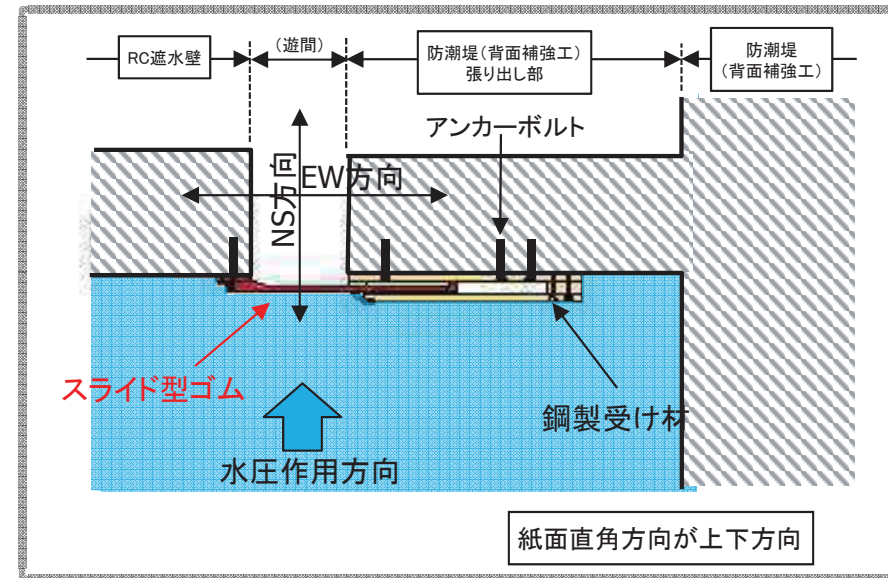 RC遮水壁
(遊間)
防潮堤(背面補強工)
張り出し部
防潮堤
(背面補強工)
アンカーボルト
EW方向
NS方向
スライド型ゴム
鋼製受け材
水圧作用方向
紙面直角方向が上下方向